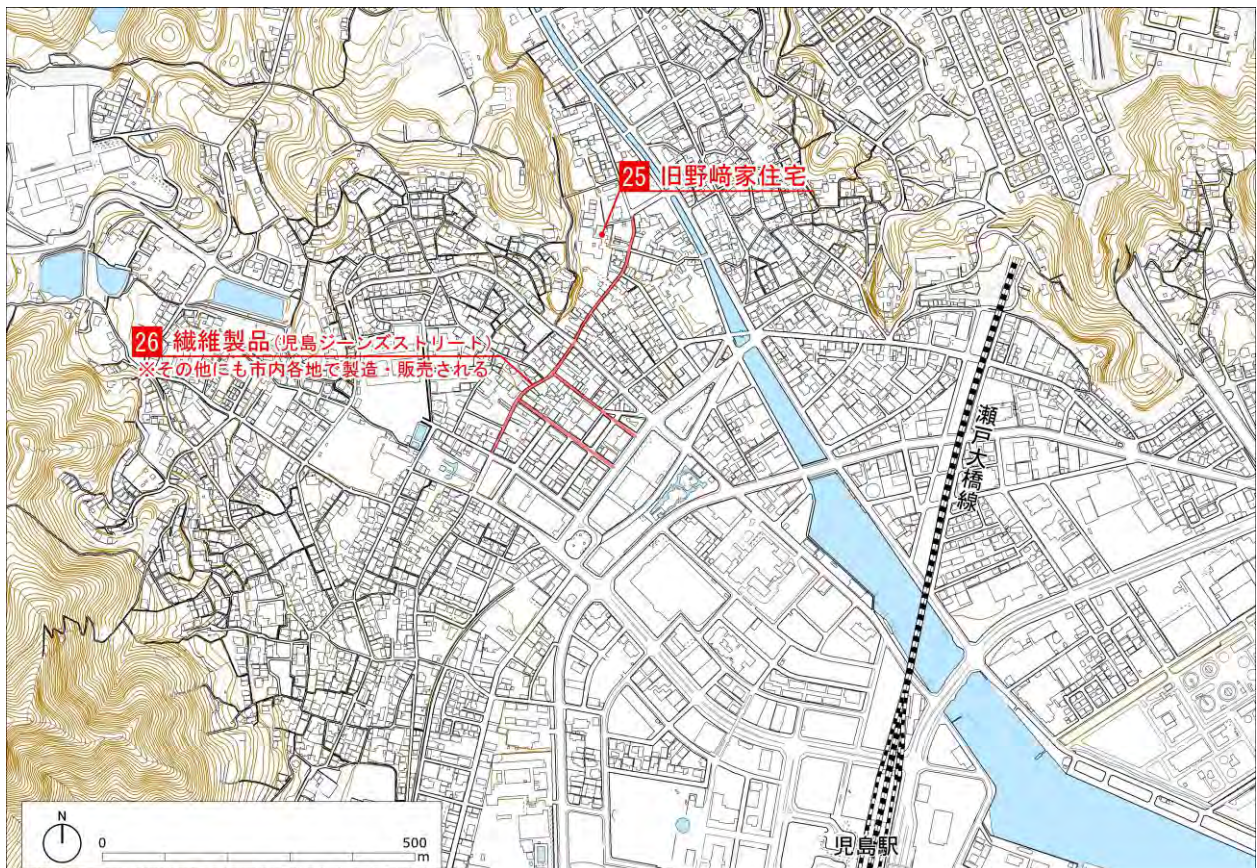 25 旧野﨑家住宅
26 繊維製品(児島ジーンズストリート)
※その他にも市内各地で製造・販売される
瀬戸大橋線
児島駅
N
0 500
m